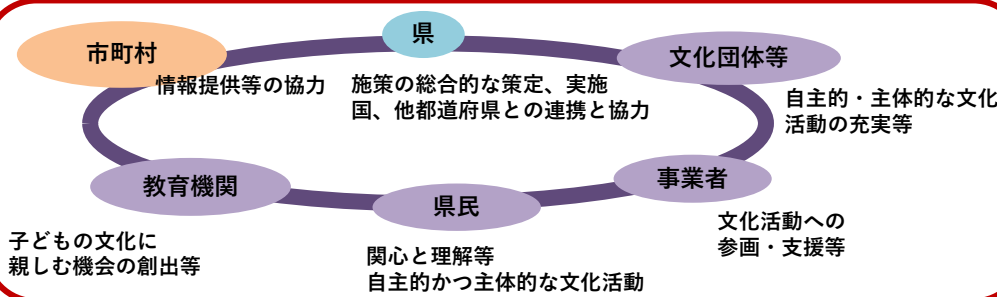 市町村
情報提供等の協力
県
施策の総合的な策定、実施
国、他都道府県との連携と協力
文化団体等
自主的・主体的な文化
活動の充実等
教育機関
子どもの文化に
親しむ機会の創出等
県民
関心と理解等
自主的かつ主体的な文化活動
事業者
文化活動への
参画・支援等